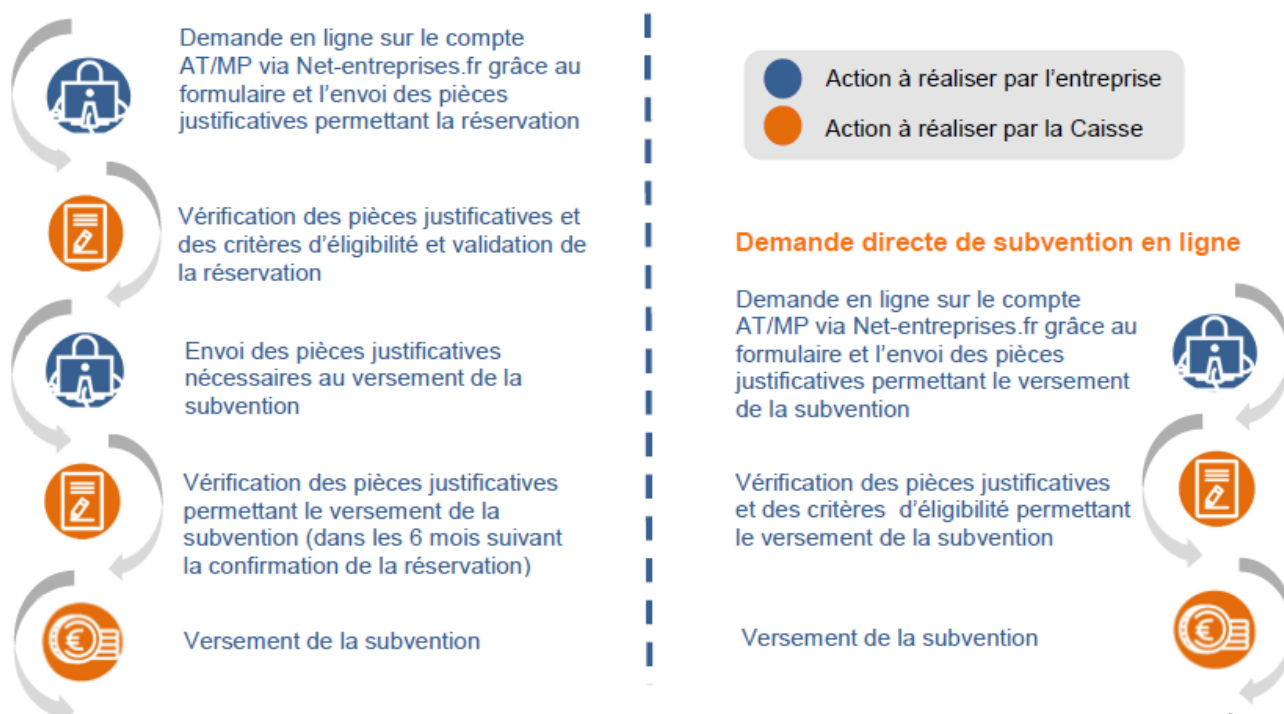 Demande en ligne sur le compte
AT/MP via Net-entreprises.fr grâce au
formulaire et l'envoi des pièces
justificatives permettant la réservation
Vérification des pièces justificatives et
des critères d'éligibilité et validation de
la réservation
Envoi des pièces justificatives
nécessaires au versement de la
subvention
Vérification des pièces justificatives
permettant le versement de la
subvention (dans les 6 mois suivant
la confirmation de la réservation)
€
Versement de la subvention
Action à réaliser par l'entreprise
Action à réaliser par la Caisse
Demande directe de subvention en ligne
Demande en ligne sur le compte
AT/MP via Net-entreprises.fr grâce au
formulaire et l'envoi des pièces
justificatives permettant le versement
de la subvention
Vérification des pièces justificatives
et des critères d'éligibilité permettant
le versement de la subvention
Versement de la subvention
€